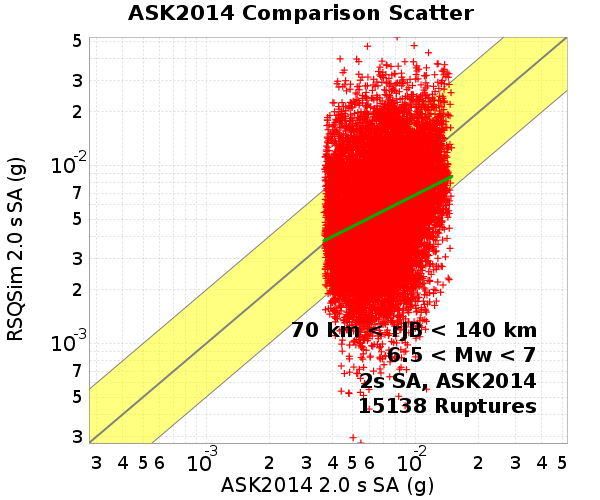 ASK2014 Comparison Scatter
RSQSim 2.0 s SA (g)
5
3
2
10-2
7
5
3
2
10-3
7
5
3
70 km < rJB < 140 km
6.5 < Mw < 7
2s SA, ASK2014
15138 Ruptures
3 4 5 6 10-3 2 3 4 5 6 10-2 2 3 4 5
ASK2014 2.0 s SA (g)